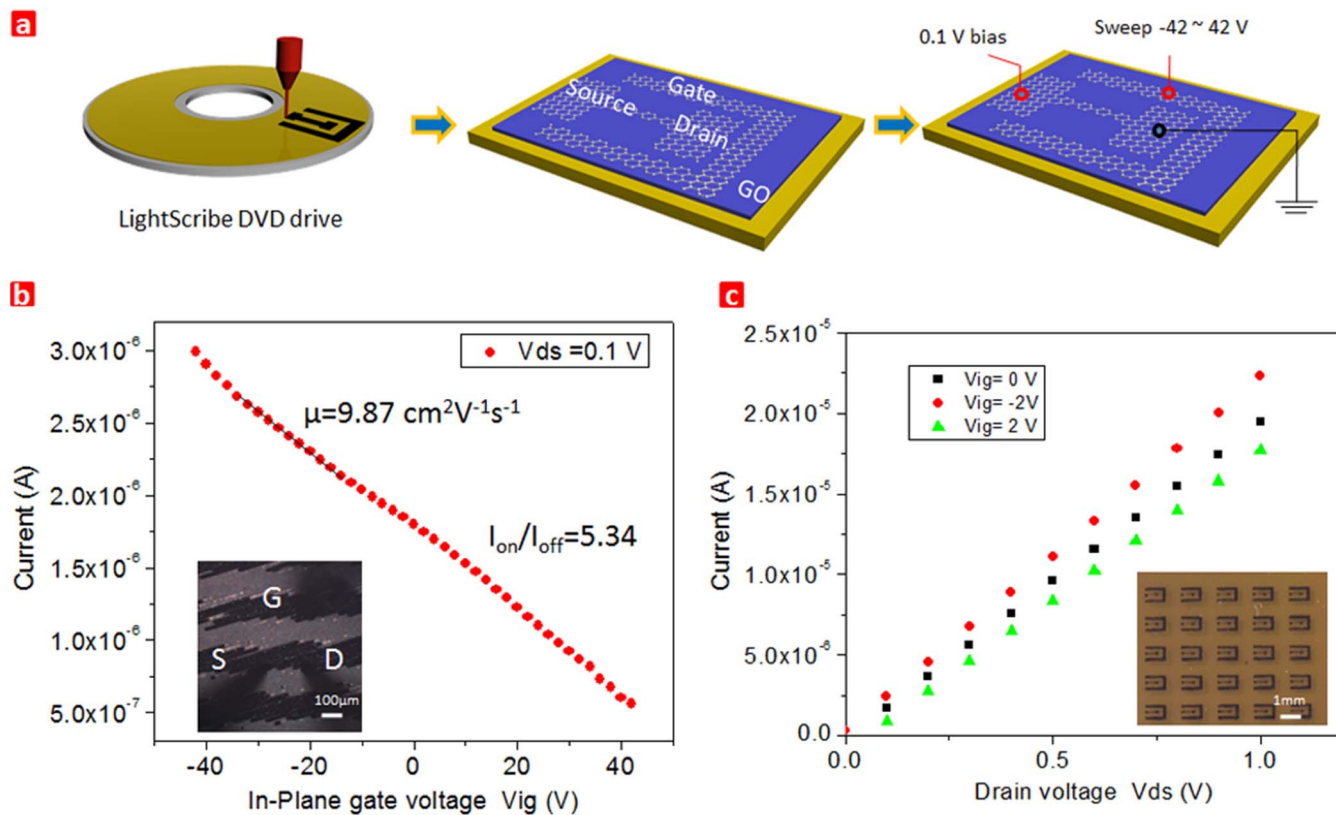 a
LightScribe DVD drive
Source
Gate
Drain
GO
0.1 V bias
Sweep -42 ~ 42 V
b
Current (A)
3.0x10⁻⁶
2.5x10⁻⁶
2.0x10⁻⁶
1.5x10⁻⁶
1.0x10⁻⁶
5.0x10⁻⁷
Vds =0.1 V
μ=9.87 cm²V⁻¹s⁻¹
Iₒₙ/Iₒff=5.34
G
S D
100μm
-40 -20 0 20 40
In-Plane gate voltage Vig (V)
c
Current (A)
2.5x10⁻⁵
2.0x10⁻⁵
1.5x10⁻⁵
1.0x10⁻⁵
5.0x10⁻⁶
0.0
Vig= 0 V
Vig= -2V
Vig= 2 V
1mm
0.0 0.5 1.0
Drain voltage Vds (V)